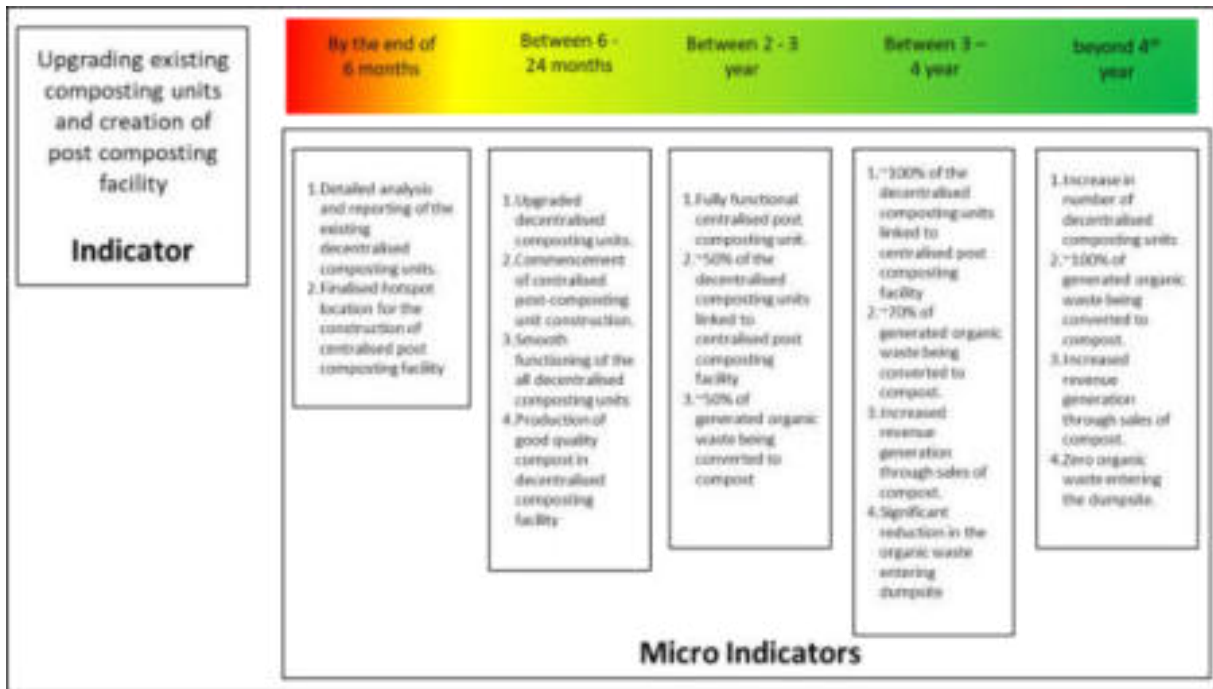 Upgrading existing
composting units
and creation of
post composting
facility
Indicator
By the end of
6 months
Between 6 -
24 months
Between 2 - 3
year
Between 3 –
4 year
beyond 4th
year
1.Detailed analysis
and reporting of the
existing
decentralised
composting units.
2.Finalised hotspot
location for the
construction of
centralised post
composting facility
1.Upgraded
decentralised
composting units.
2.Commencement
of centralised
post-composting
unit construction.
3.Smooth
functioning of the
all decentralised
composting units
4.Production of
good quality
compost in
decentralised
composting
facility
1.Fully functional
centralised post
composting unit.
2.~50% of the
decentralised
composting units
linked to
centralised post
composting
facility
3.~50% of
generated organic
waste being
converted to
compost
1.~100% of the
decentralised
composting units
linked to
centralised post
composting
facility
2.~70% of
generated organic
waste being
converted to
compost.
3.Increased
revenue
generation
through sales of
compost.
4.Significant
reduction in the
organic waste
entering
dumpsite
1.Increase in
number of
decentralised
composting units
2.~100% of
generated organic
waste being
converted to
compost.
3.Increased
revenue
generation
through sales of
compost.
4.Zero organic
waste entering
the dumpsite.
Micro Indicators